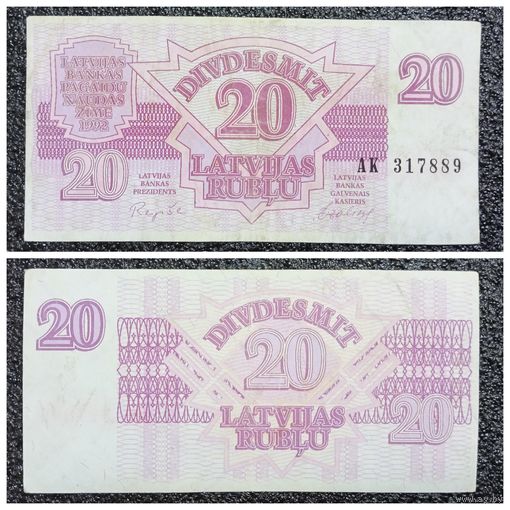 LATVIJAS
BANKAS
PAGAIDU
NAUDAS
ZĪME
1992
DIVDESMIT
20
LATVIJAS
RUBĻU
20
20
AK 317889
LATVIJAS
BANKAS
PREZIDENTS
LATVIJAS
BANKAS
GALVENAIS
KASIERIS
20
DIVDESMIT
20
LATVIJAS
RUBĻU
20